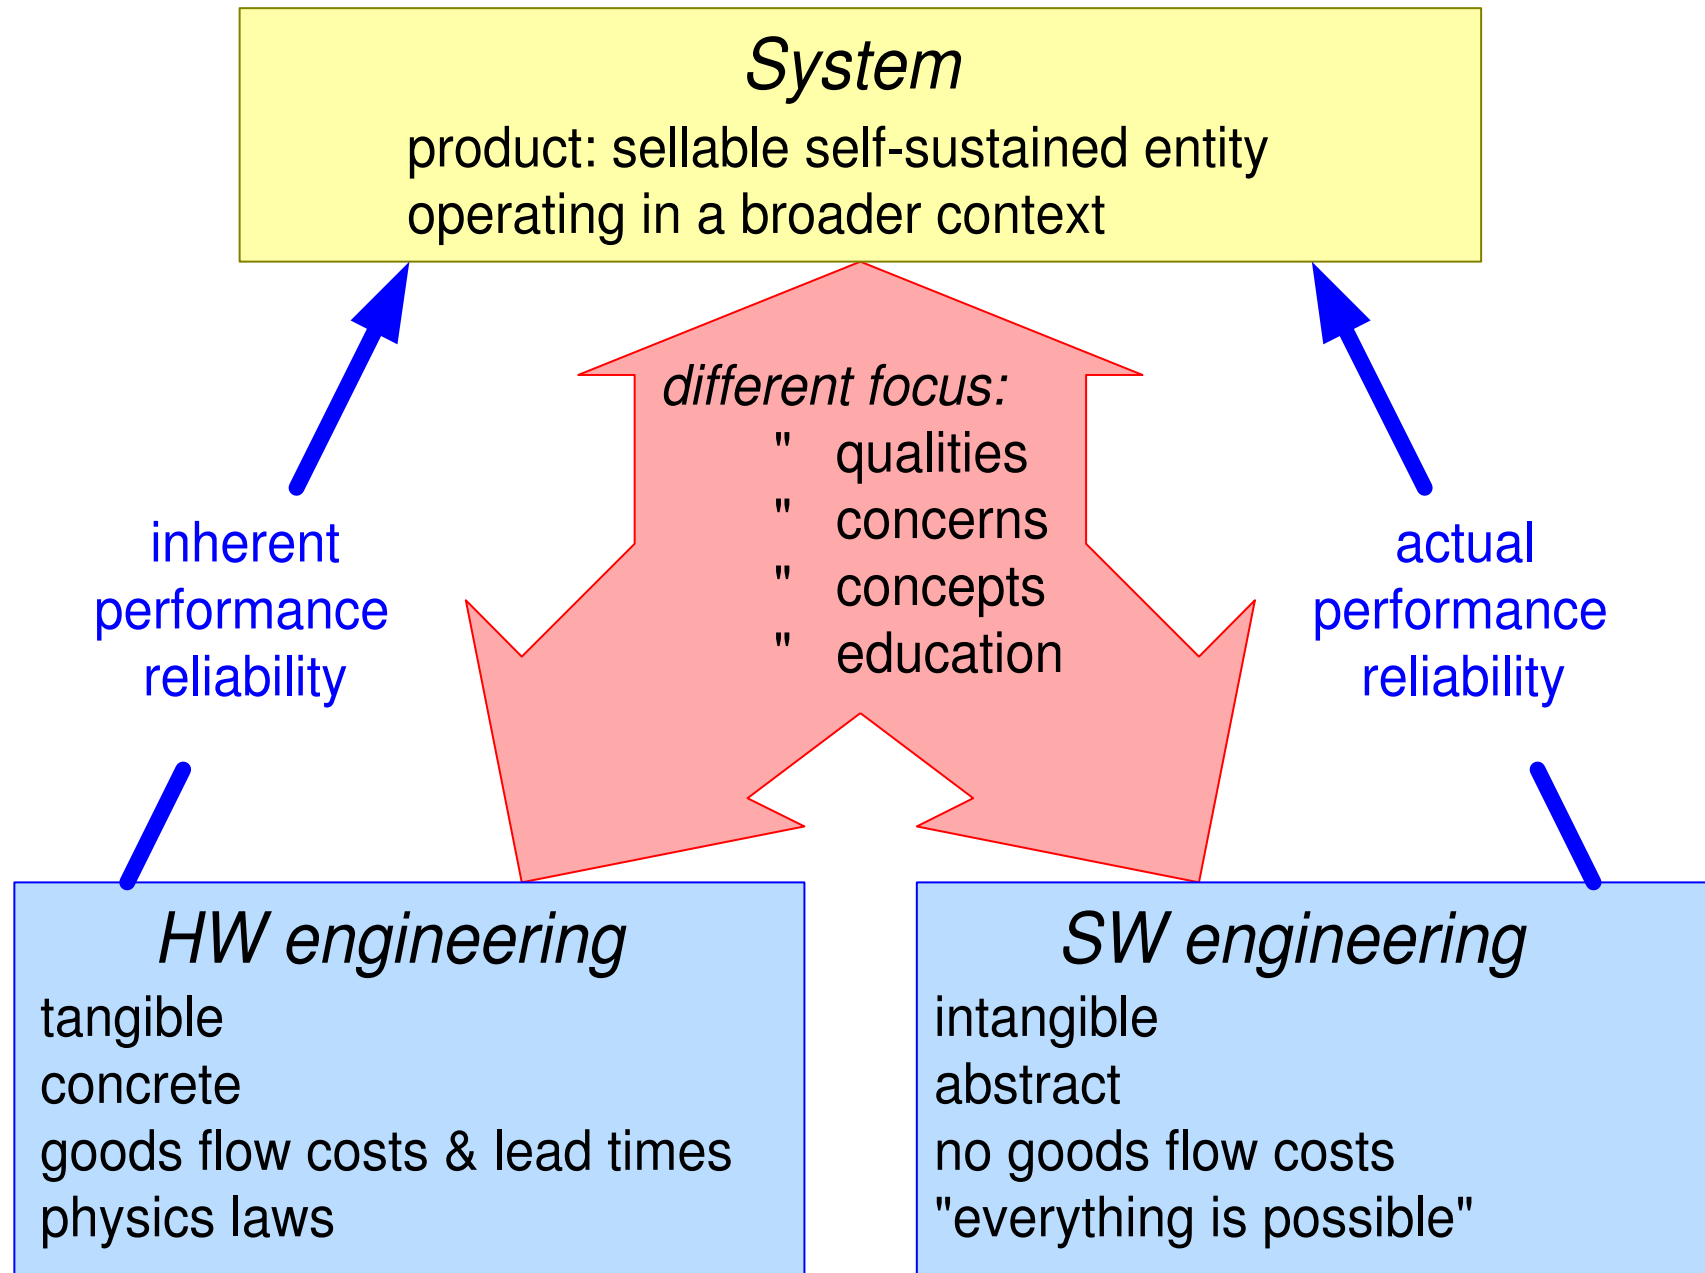 System
product: sellable self-sustained entity
operating in a broader context
different focus:
" qualities
" concerns
" concepts
" education
inherent
performance
reliability
actual
performance
reliability
HW engineering
tangible
concrete
goods flow costs & lead times
physics laws
SW engineering
intangible
abstract
no goods flow costs
"everything is possible"